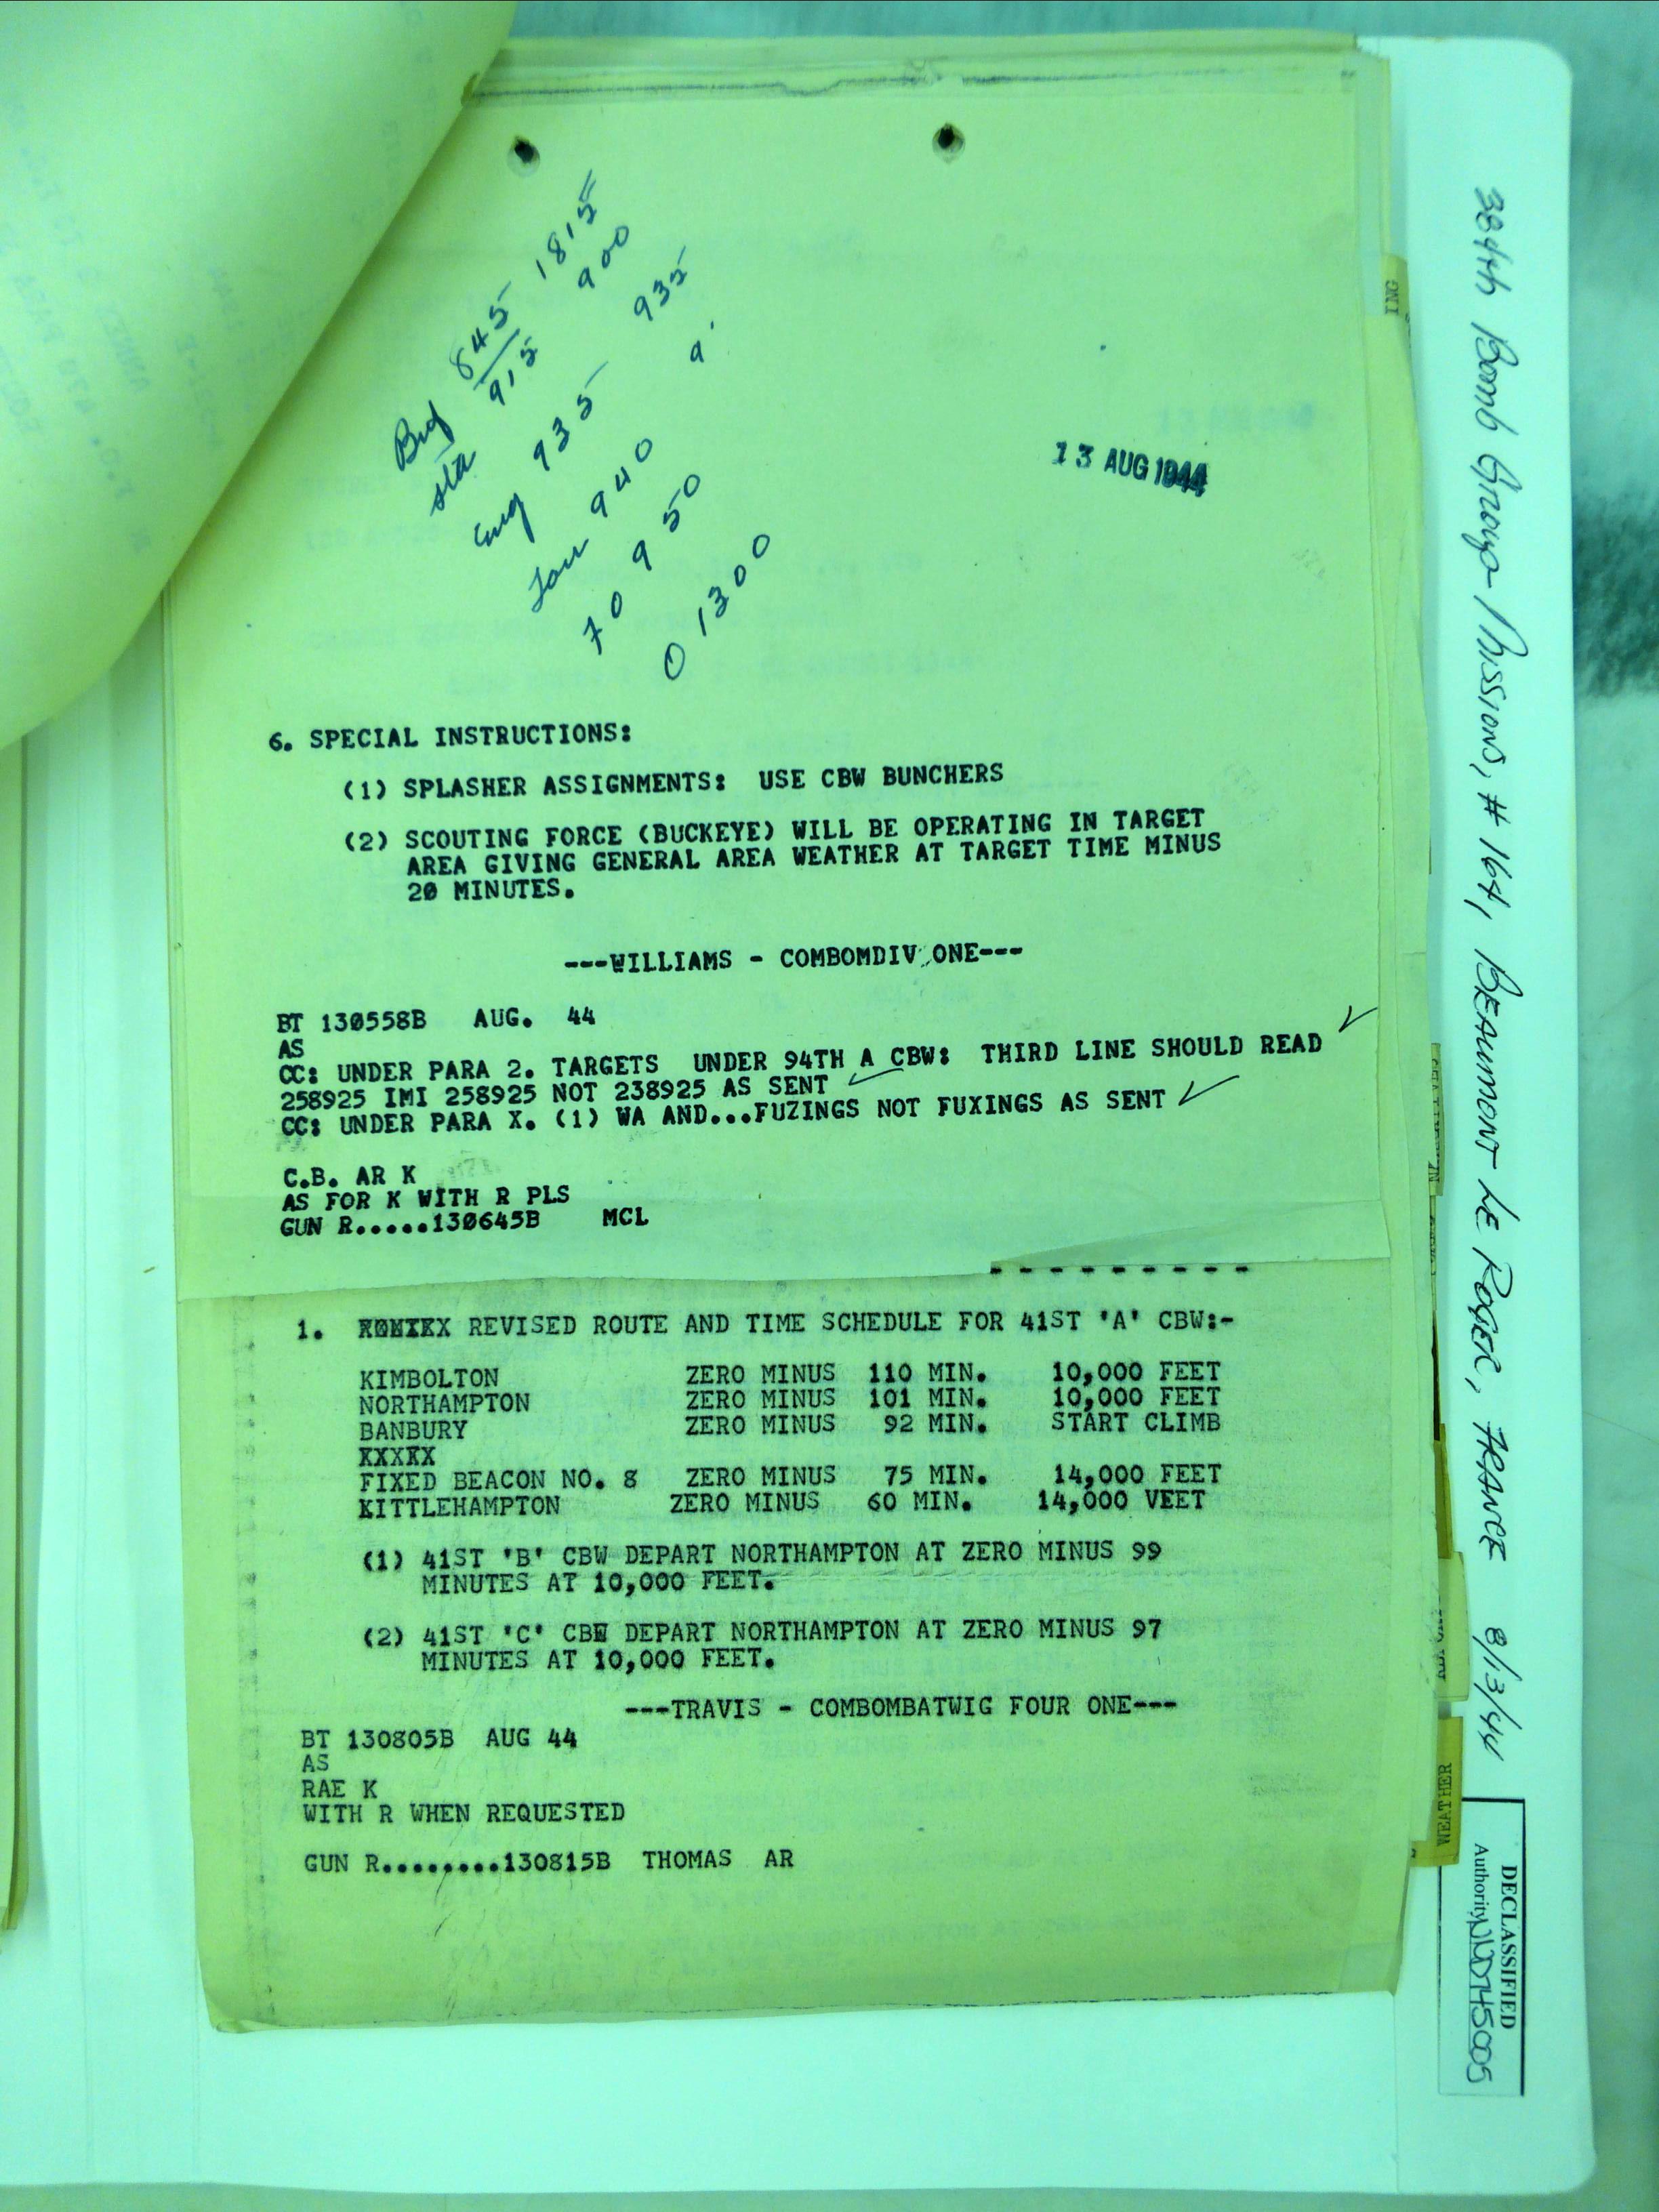 Brf 845 1815
sta 915 900
Eng 935 935
Taxi 940 9.
TO 950
0 1300
13 AUG 1944
6. SPECIAL INSTRUCTIONS:
(1) SPLASHER ASSIGNMENTS: USE CBW BUNCHERS
(2) SCOUTING FORCE (BUCKEYE) WILL BE OPERATING IN TARGET
AREA GIVING GENERAL AREA WEATHER AT TARGET TIME MINUS
20 MINUTES.
---WILLIAMS - COMBOMDIV ONE---
BT 130558B AUG. 44
AS
CC: UNDER PARA 2. TARGETS UNDER 94TH A CBW: THIRD LINE SHOULD READ
258925 IMI 258925 NOT 238925 AS SENT
CC: UNDER PARA X. (1) WA AND...FUZINGS NOT FUXINGS AS SENT
C.B. AR K
AS FOR K WITH R PLS
GUN R.....130645B MCL
- - - - - - - - -
1. REVISED ROUTE AND TIME SCHEDULE FOR 41ST 'A' CBW:-
KIMBOLTON ZERO MINUS 110 MIN. 10,000 FEET
NORTHAMPTON ZERO MINUS 101 MIN. 10,000 FEET
BANBURY ZERO MINUS 92 MIN. START CLIMB
XXXXX
FIXED BEACON NO. 8 ZERO MINUS 75 MIN. 14,000 FEET
KITTLEHAMPTON ZERO MINUS 60 MIN. 14,000 VEET
(1) 41ST 'B' CBW DEPART NORTHAMPTON AT ZERO MINUS 99
MINUTES AT 10,000 FEET.
(2) 41ST 'C' CBW DEPART NORTHAMPTON AT ZERO MINUS 97
MINUTES AT 10,000 FEET.
---TRAVIS - COMBOMBATWIG FOUR ONE---
BT 130805B AUG 44
AS
RAE K
WITH R WHEN REQUESTED
GUN R........130815B THOMAS AR
384th Bomb Group Missions, # 164, BEAUMONT LE ROGER, FRANCE 8/13/44
ING
WEATHER
DECLASSIFIED
Authority NND745005